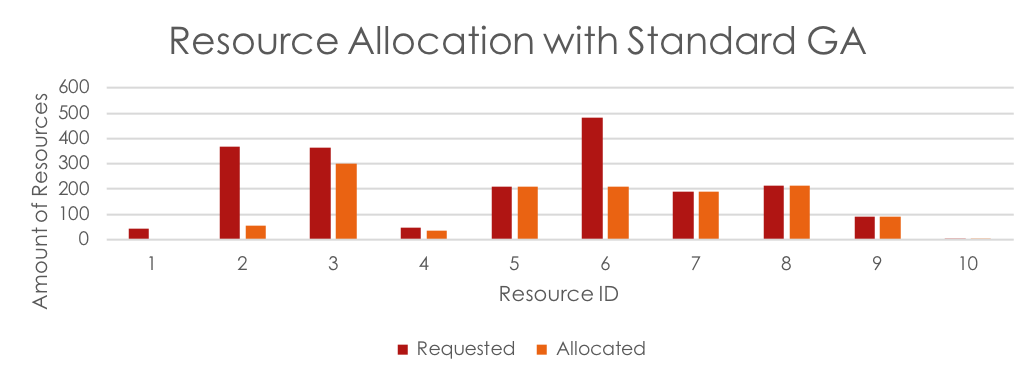 Resource Allocation with Standard GA
Amount of Resources
600
500
400
300
200
100
0
1 2 3 4 5 6 7 8 9 10
Resource ID
Requested Allocated